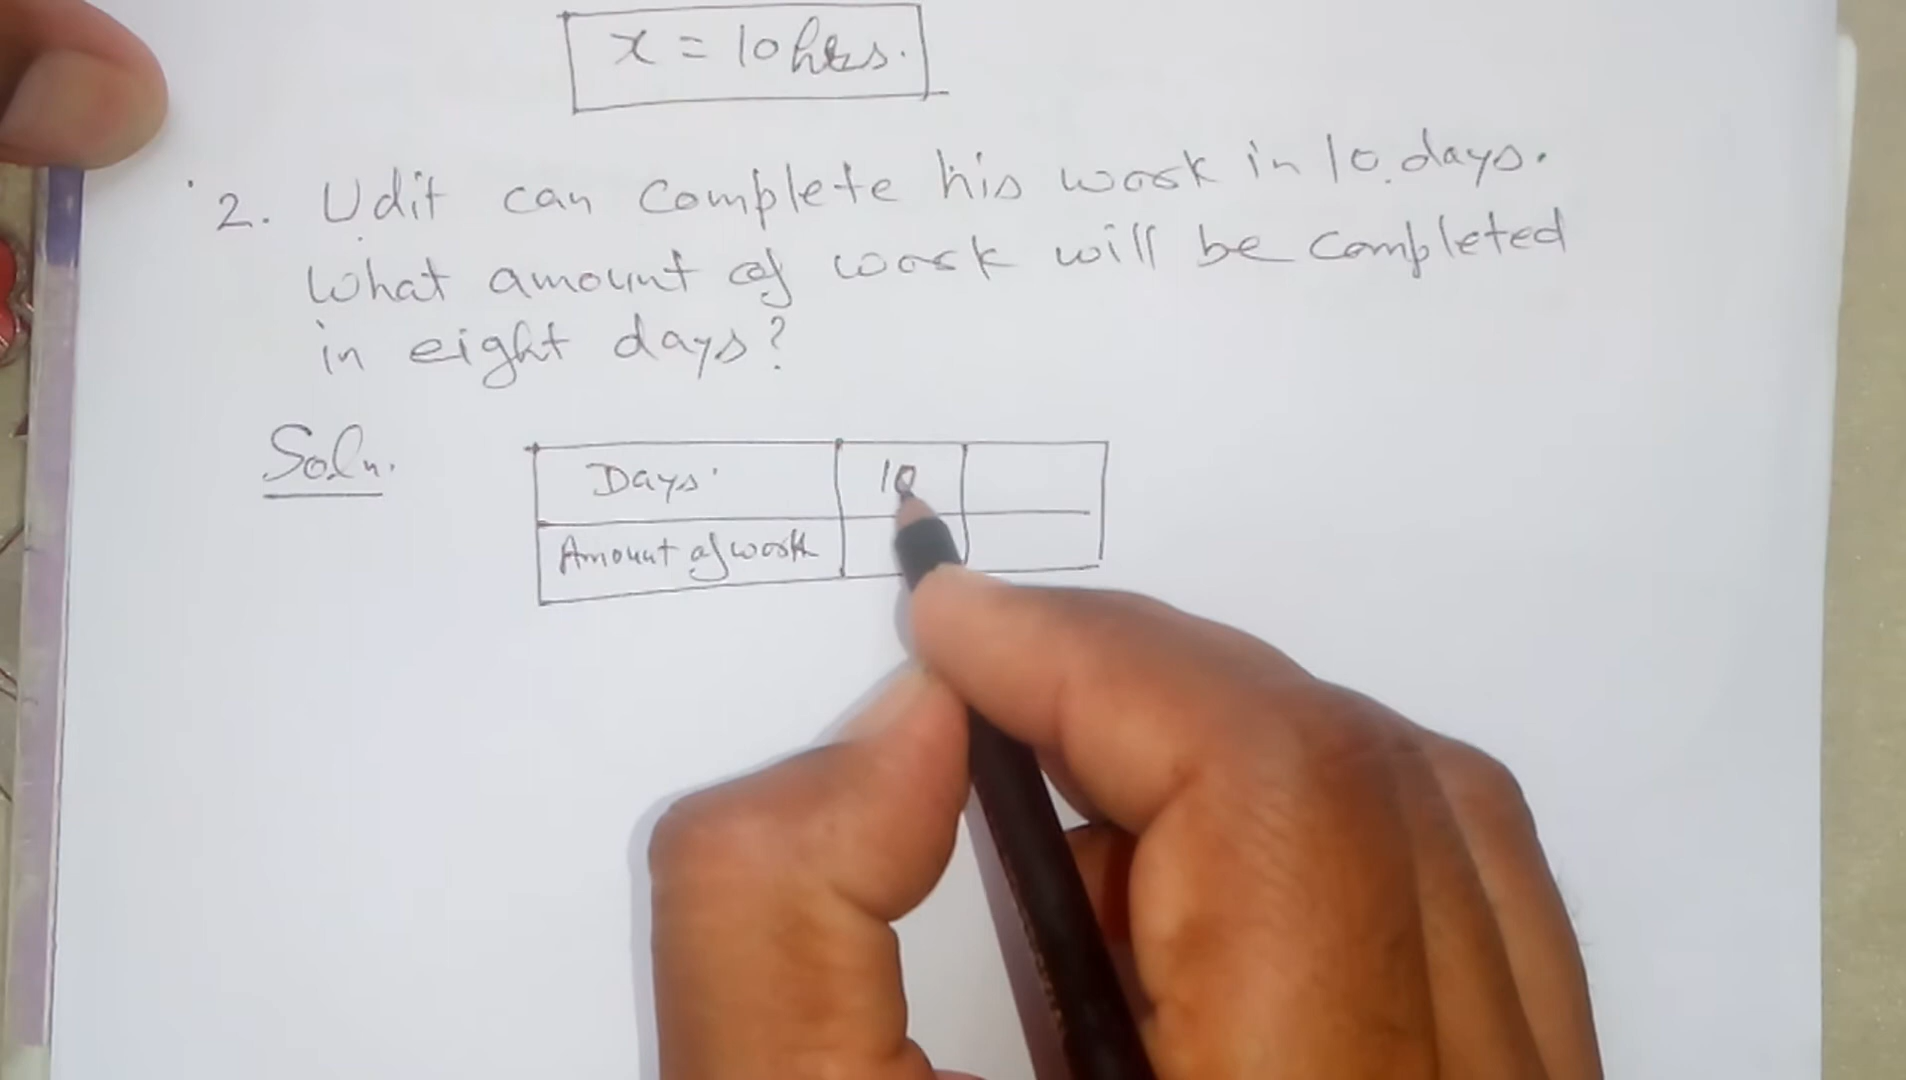 x = 10 hrs.
2. Udit can complete his work in 10 days.
What amount of work will be completed
in eight days?
Soln.
Days 10
Amount of work